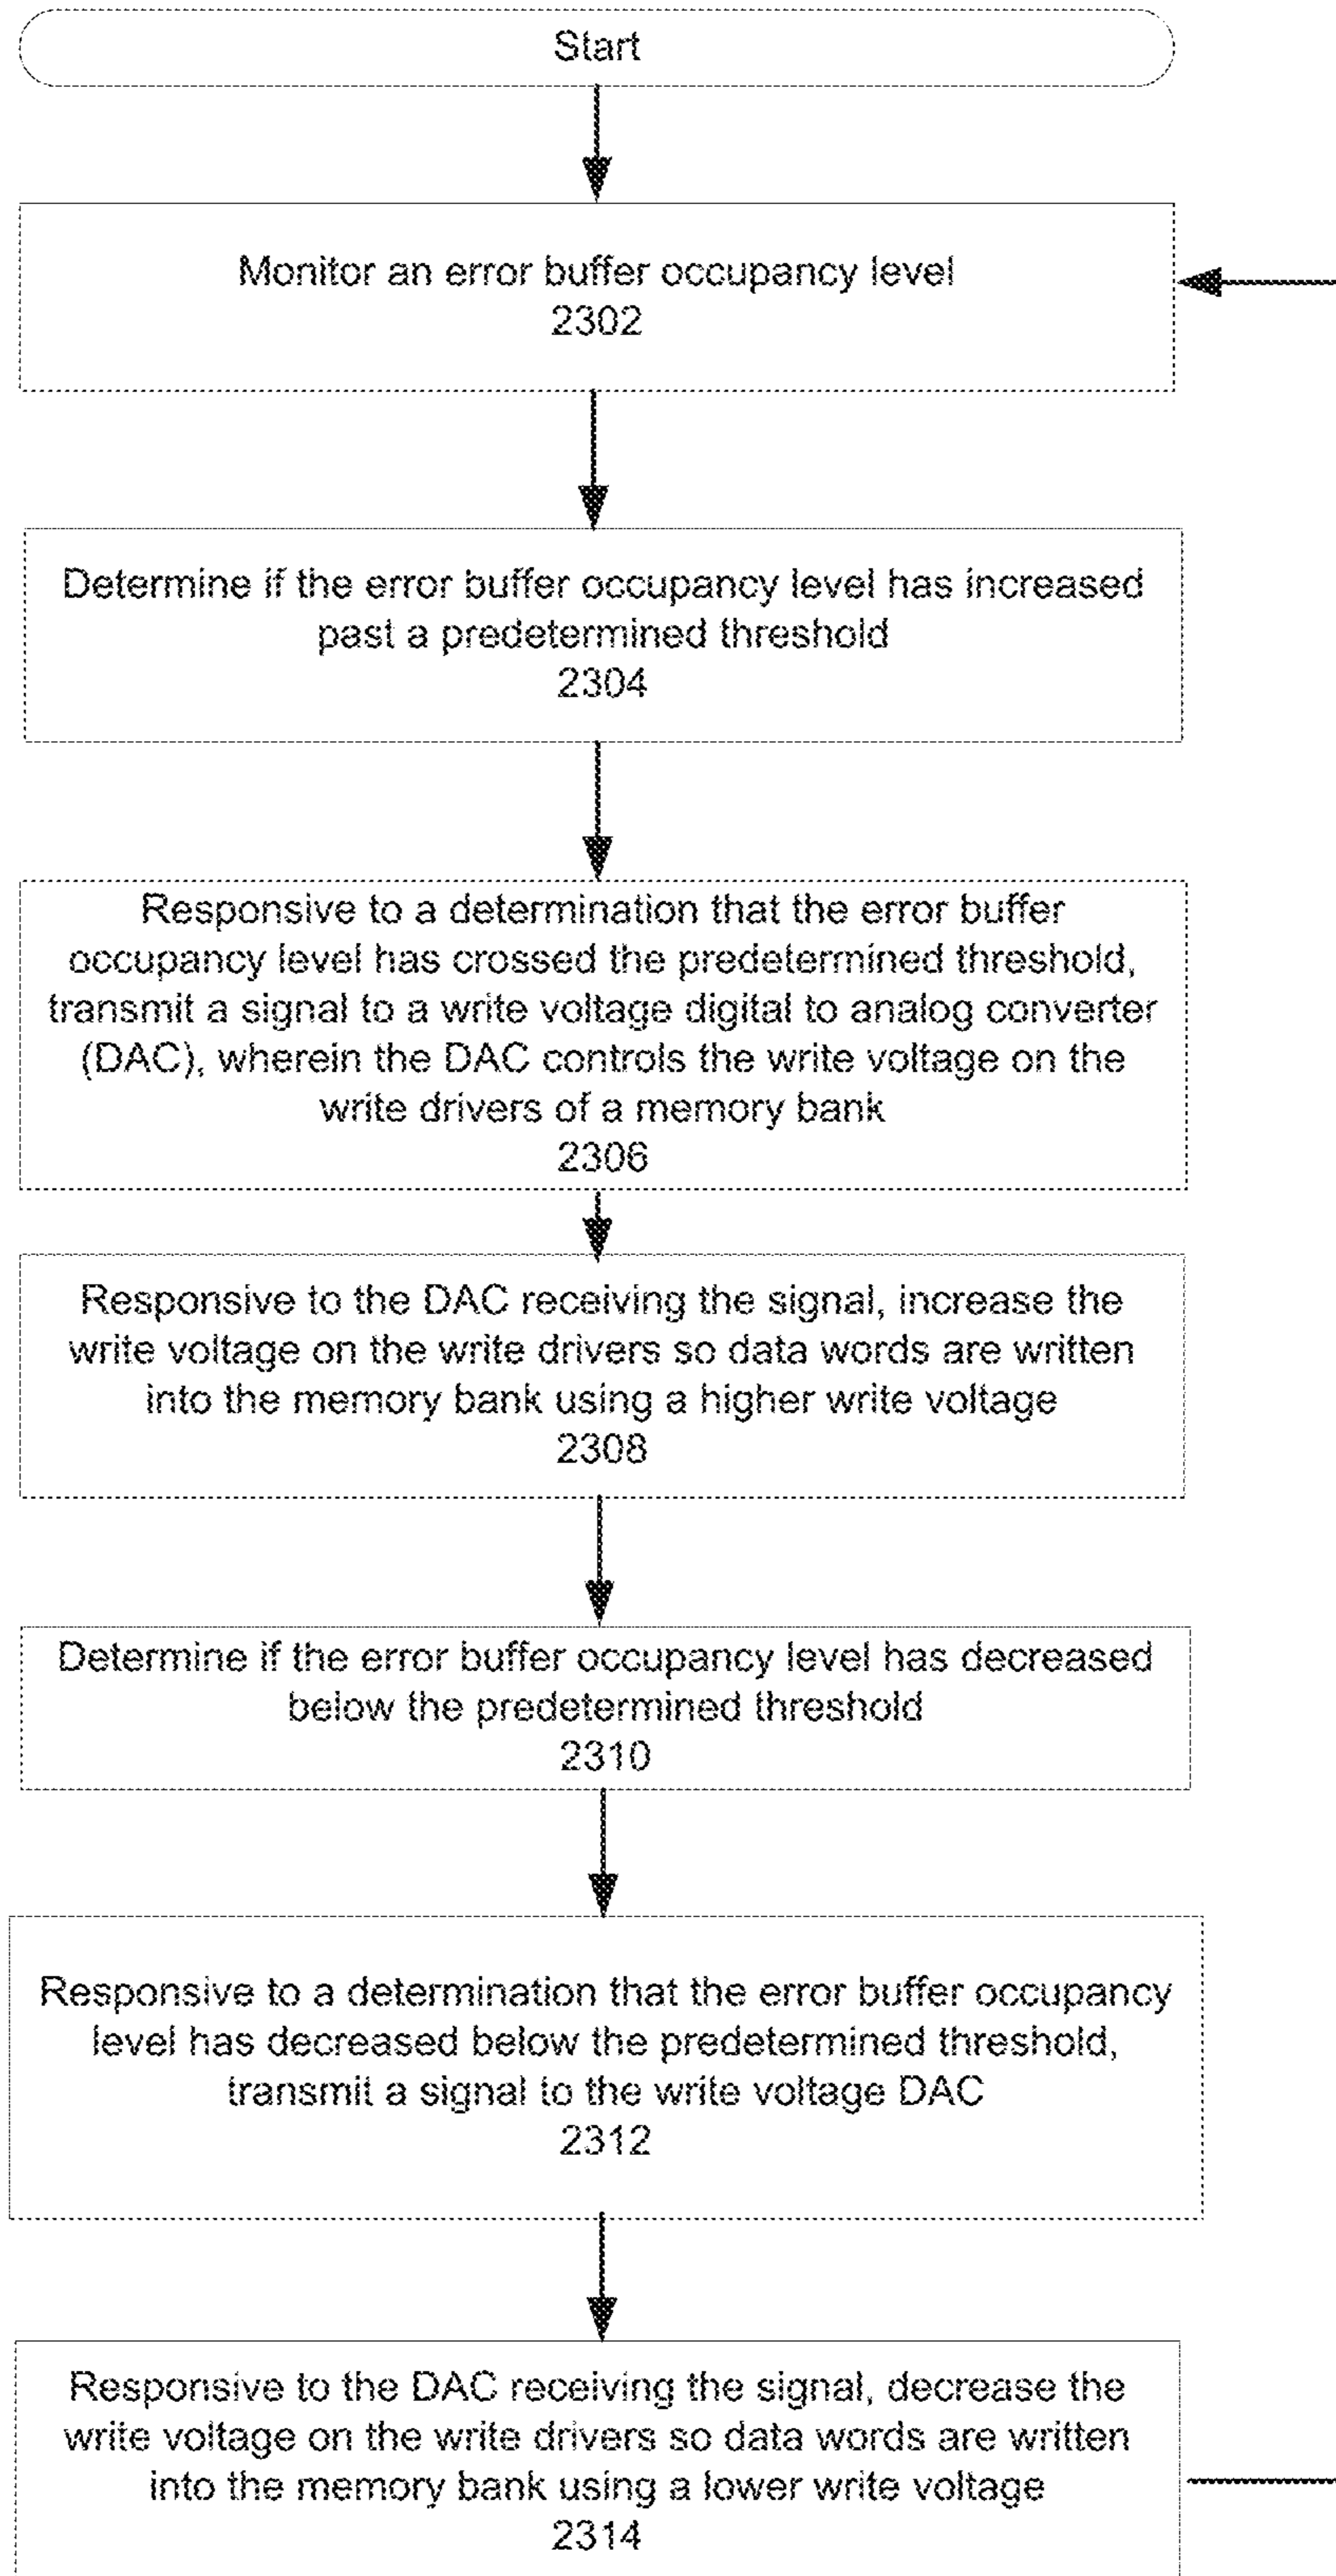 Start
Monitor an error buffer occupancy level
2302
Determine if the error buffer occupancy level has increased
past a predetermined threshold
2304
Responsive to a determination that the error buffer
occupancy level has crossed the predetermined threshold,
transmit a signal to a write voltage digital to analog converter
(DAC), wherein the DAC controls the write voltage on the
write drivers of a memory bank
2306
Responsive to the DAC receiving the signal, increase the
write voltage on the write drivers so data words are written
into the memory bank using a higher write voltage
2308
Determine if the error buffer occupancy level has decreased
below the predetermined threshold
2310
Responsive to a determination that the error buffer occupancy
level has decreased below the predetermined threshold,
transmit a signal to the write voltage DAC
2312
Responsive to the DAC receiving the signal, decrease the
write voltage on the write drivers so data words are written
into the memory bank using a lower write voltage
2314